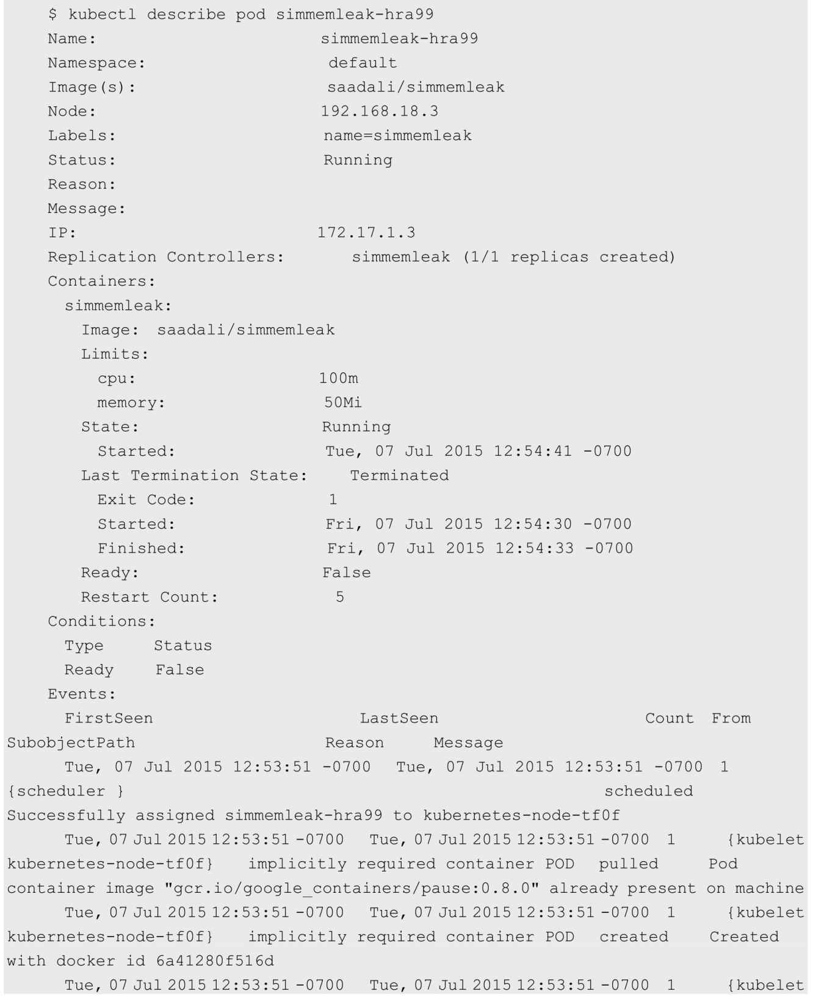 $ kubectl describe pod simmemleak-hra99
Name: simmemleak-hra99
Namespace: default
Image(s): saadali/simmemleak
Node: 192.168.18.3
Labels: name=simmemleak
Status: Running
Reason:
Message:
IP: 172.17.1.3
Replication Controllers: simmemleak (1/1 replicas created)
Containers:
simmemleak:
Image: saadali/simmemleak
Limits:
cpu: 100m
memory: 50Mi
State: Running
Started: Tue, 07 Jul 2015 12:54:41 -0700
Last Termination State: Terminated
Exit Code: 1
Started: Fri, 07 Jul 2015 12:54:30 -0700
Finished: Fri, 07 Jul 2015 12:54:33 -0700
Ready: False
Restart Count: 5
Conditions:
Type Status
Ready False
Events:
FirstSeen LastSeen Count From
SubobjectPath Reason Message
Tue, 07 Jul 2015 12:53:51 -0700 Tue, 07 Jul 2015 12:53:51 -0700 1
{scheduler } scheduled
Successfully assigned simmemleak-hra99 to kubernetes-node-tf0f
Tue, 07 Jul 2015 12:53:51 -0700 Tue, 07 Jul 2015 12:53:51 -0700 1 {kubelet
kubernetes-node-tf0f} implicitly required container POD pulled Pod
container image "gcr.io/google_containers/pause:0.8.0" already present on machine
Tue, 07 Jul 2015 12:53:51 -0700 Tue, 07 Jul 2015 12:53:51 -0700 1 {kubelet
kubernetes-node-tf0f} implicitly required container POD created Created
with docker id 6a41280f516d
Tue, 07 Jul 2015 12:53:51 -0700 Tue, 07 Jul 2015 12:53:51 -0700 1 {kubelet